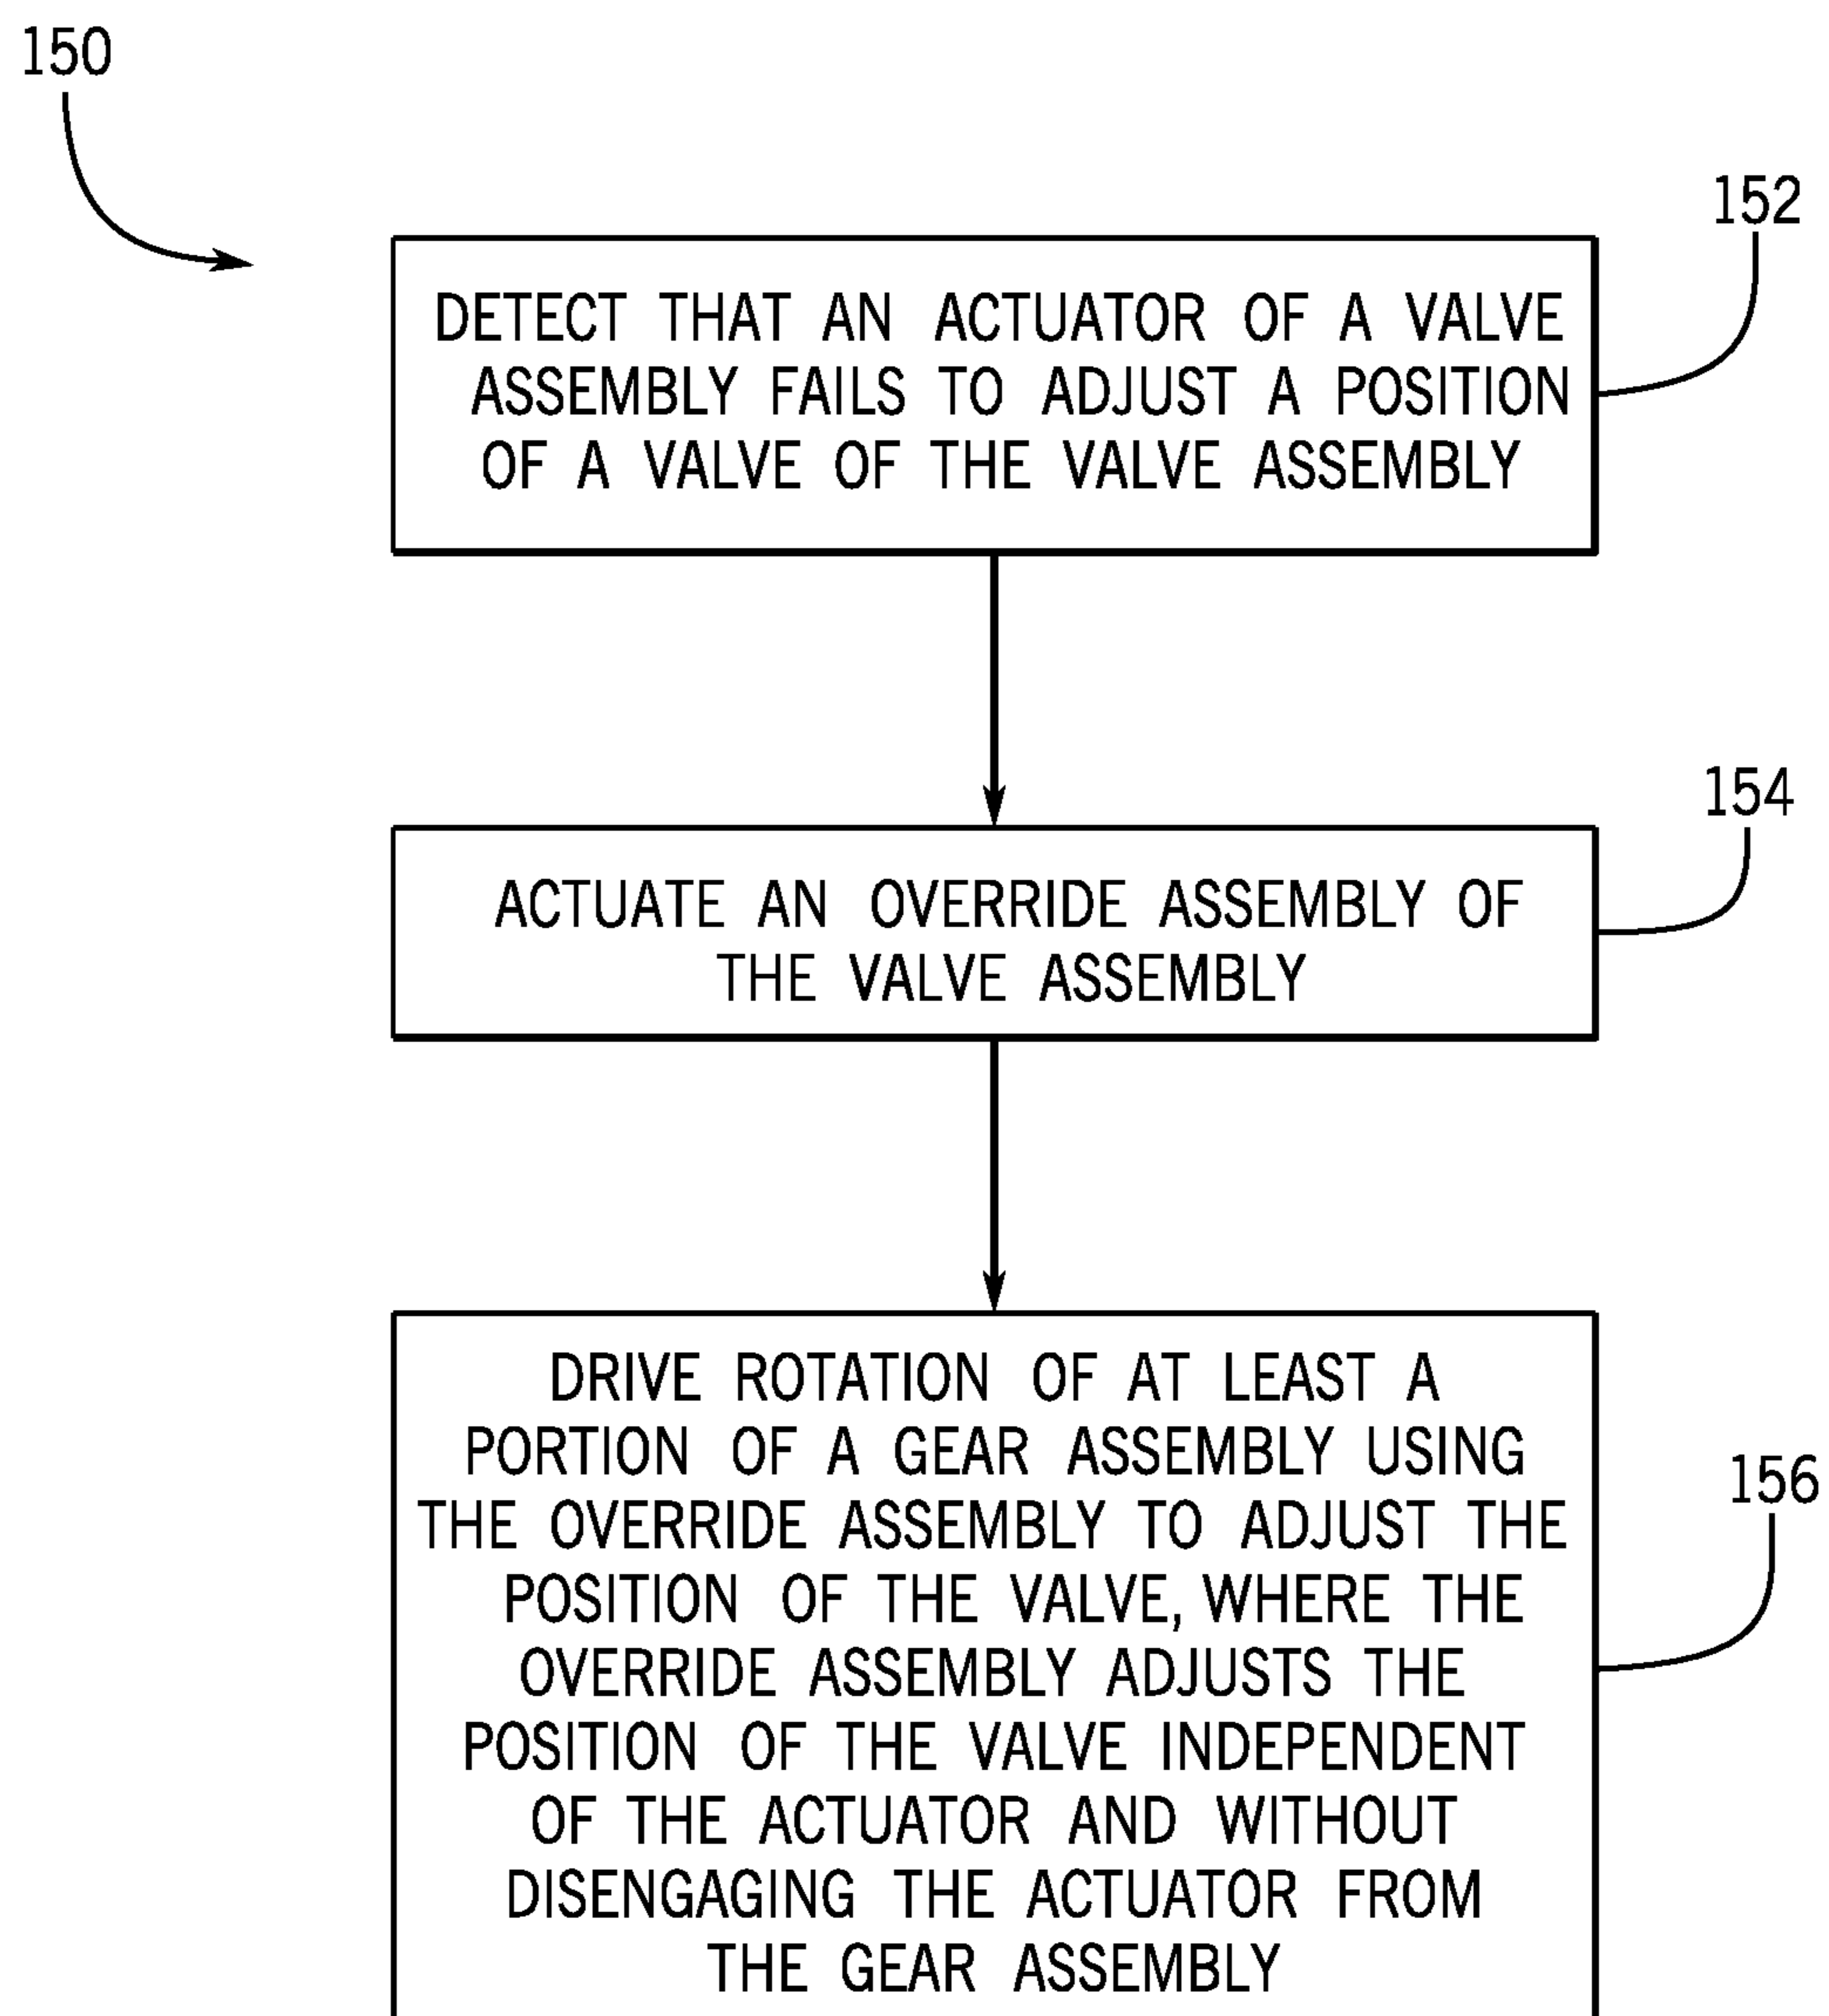 150
152
DETECT THAT AN ACTUATOR OF A VALVE
ASSEMBLY FAILS TO ADJUST A POSITION
OF A VALVE OF THE VALVE ASSEMBLY
154
ACTUATE AN OVERRIDE ASSEMBLY OF
THE VALVE ASSEMBLY
DRIVE ROTATION OF AT LEAST A
PORTION OF A GEAR ASSEMBLY USING
156
THE OVERRIDE ASSEMBLY TO ADJUST THE
POSITION OF THE VALVE, WHERE THE
OVERRIDE ASSEMBLY ADJUSTS THE
POSITION OF THE VALVE INDEPENDENT
OF THE ACTUATOR AND WITHOUT
DISENGAGING THE ACTUATOR FROM
THE GEAR ASSEMBLY